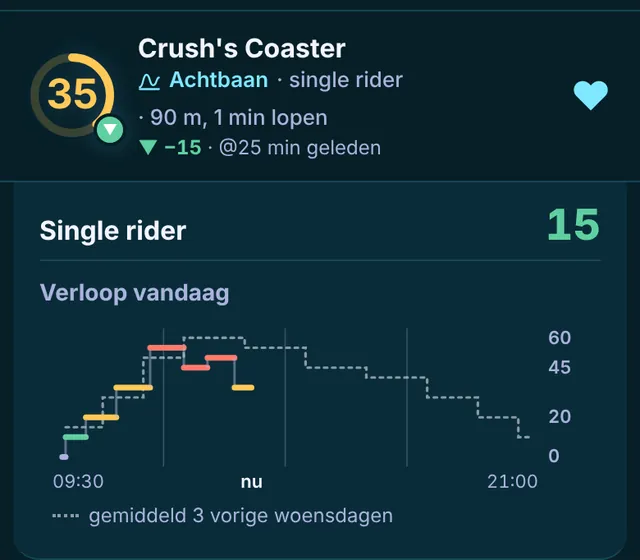 35
Crush's Coaster
Achtbaan · single rider
· 90 m, 1 min lopen
▼ −15 · @25 min geleden
Single rider
15
Verloop vandaag
60
45
20
0
09:30
nu
21:00
gemiddeld 3 vorige woensdagen